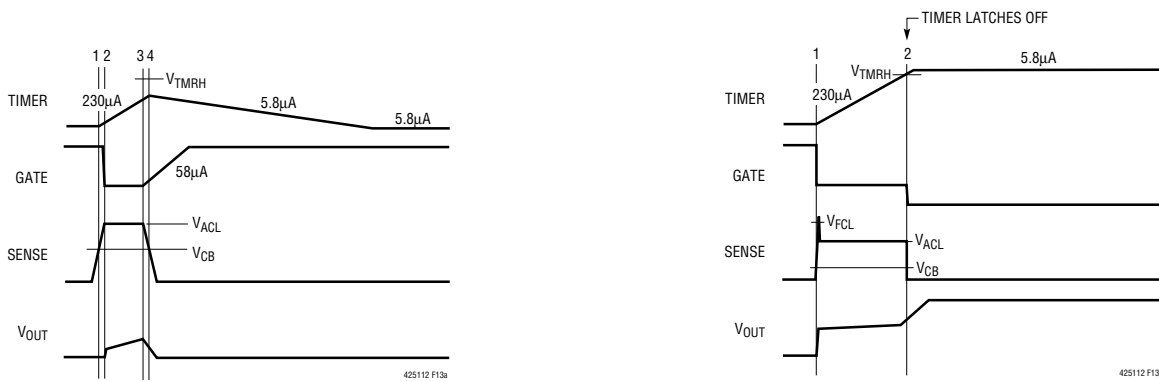 1 2 3 4
V_TMRH
TIMER
230µA
5.8µA
5.8µA
GATE
58µA
V_ACL
SENSE
V_CB
V_OUT
425112 F13a
TIMER LATCHES OFF
1 2
V_TMRH
5.8µA
TIMER
230µA
GATE
V_FCL
V_ACL
SENSE
V_CB
V_OUT
425112 F13